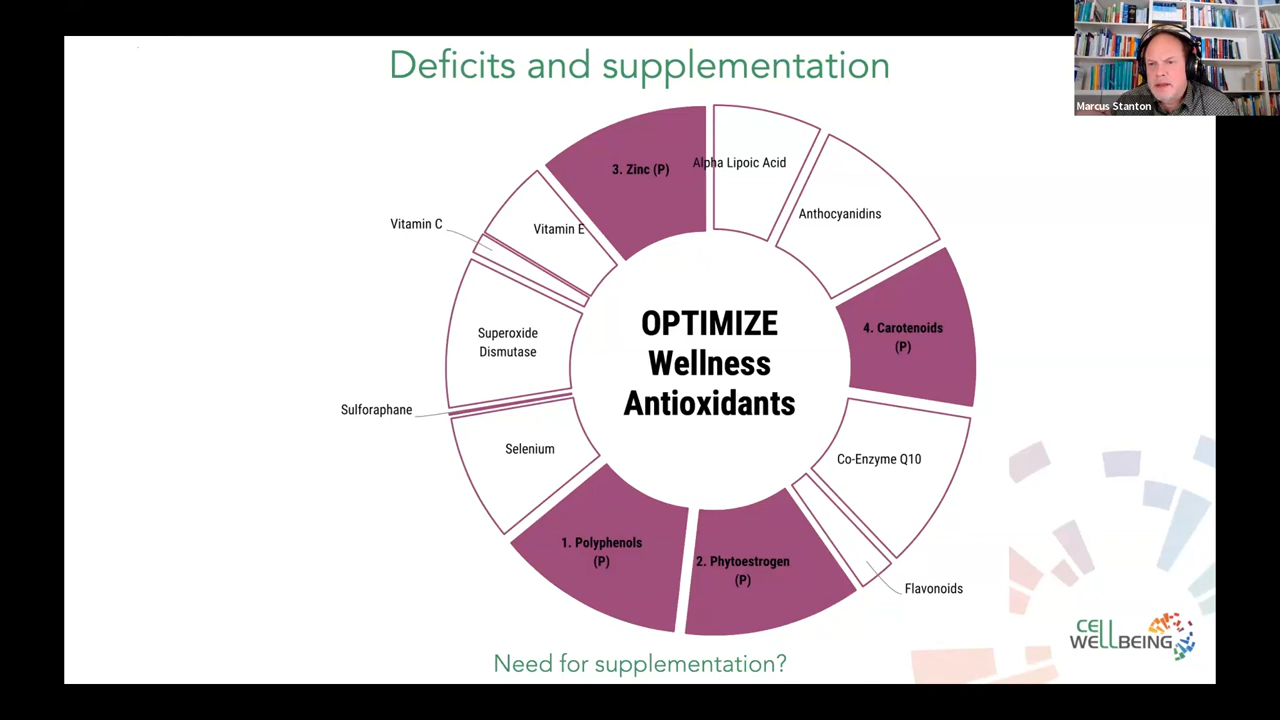 Deficits and supplementation
Marcus Stanton
3. Zinc (P)
Alpha Lipoic Acid
Anthocyanidins
Vitamin C
Vitamin E
4. Carotenoids
(P)
Superoxide
Dismutase
OPTIMIZE
Wellness
Antioxidants
Sulforaphane
Selenium
Co-Enzyme Q10
1. Polyphenols
(P)
2. Phytoestrogen
(P)
Flavonoids
CELL
WELLBEING
Need for supplementation?